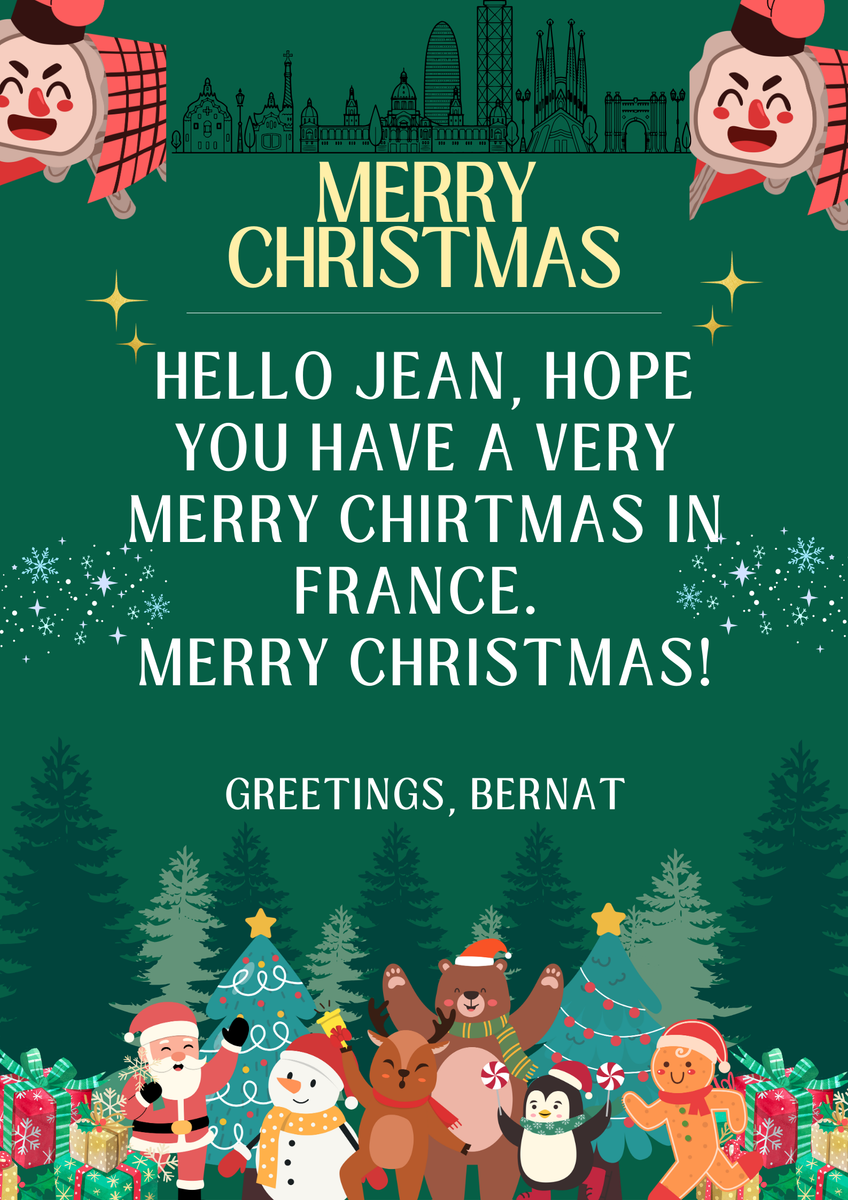 MERRY
CHRISTMAS
HELLO JEAN, HOPE
YOU HAVE A VERY
MERRY CHIRTMAS IN
FRANCE.
MERRY CHRISTMAS!
GREETINGS, BERNAT